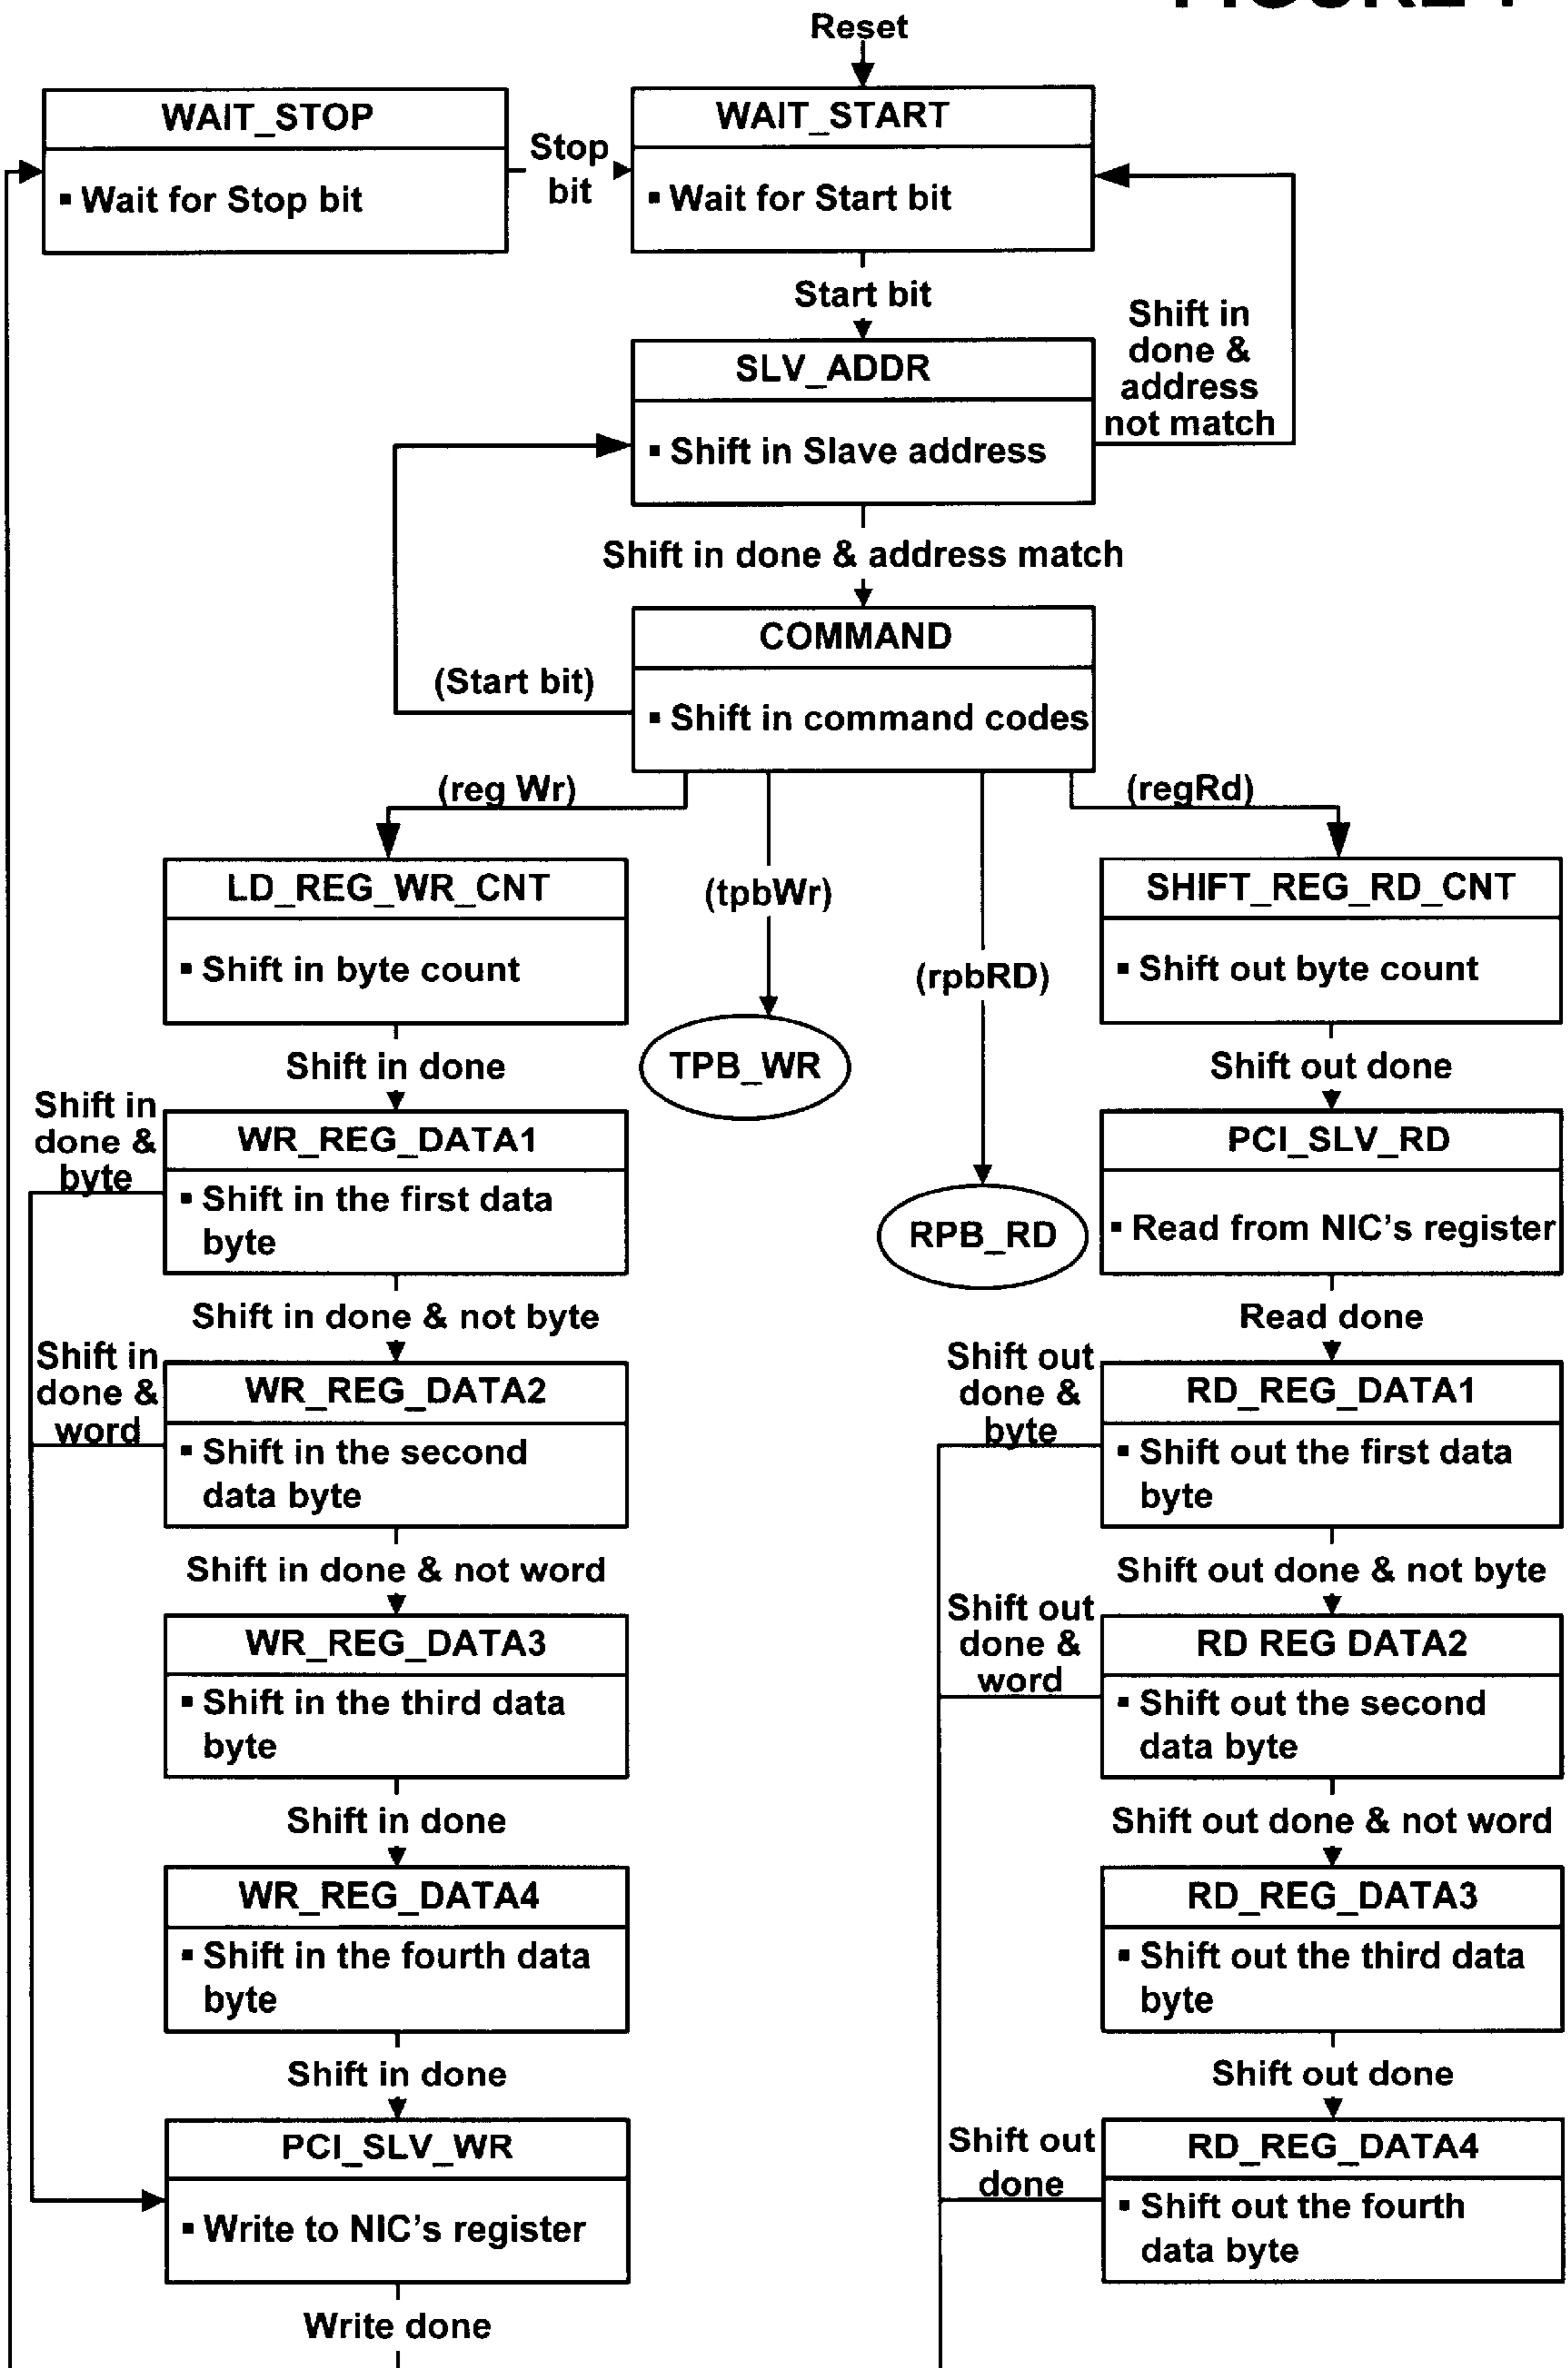 Reset
WAIT_STOP
▪ Wait for Stop bit
Stop
bit
WAIT_START
▪ Wait for Start bit
Start bit
Shift in
done &
address
not match
SLV_ADDR
▪ Shift in Slave address
Shift in done & address match
COMMAND
▪ Shift in command codes
(Start bit)
(reg Wr)
(tpbWr)
(rpbRD)
(regRd)
LD_REG_WR_CNT
▪ Shift in byte count
Shift in done
TPB_WR
RPB_RD
SHIFT_REG_RD_CNT
▪ Shift out byte count
Shift out done
Shift in
done &
byte
WR_REG_DATA1
▪ Shift in the first data
byte
Shift in done & not byte
PCI_SLV_RD
▪ Read from NIC's register
Read done
Shift in
done &
word
WR_REG_DATA2
▪ Shift in the second
data byte
Shift in done & not word
Shift out
done &
byte
RD_REG_DATA1
▪ Shift out the first data
byte
Shift out done & not byte
WR_REG_DATA3
▪ Shift in the third data
byte
Shift in done
Shift out
done &
word
RD REG DATA2
▪ Shift out the second
data byte
Shift out done & not word
WR_REG_DATA4
▪ Shift in the fourth data
byte
Shift in done
RD_REG_DATA3
▪ Shift out the third data
byte
Shift out done
PCI_SLV_WR
▪ Write to NIC's register
Write done
Shift out
done
RD_REG_DATA4
▪ Shift out the fourth
data byte